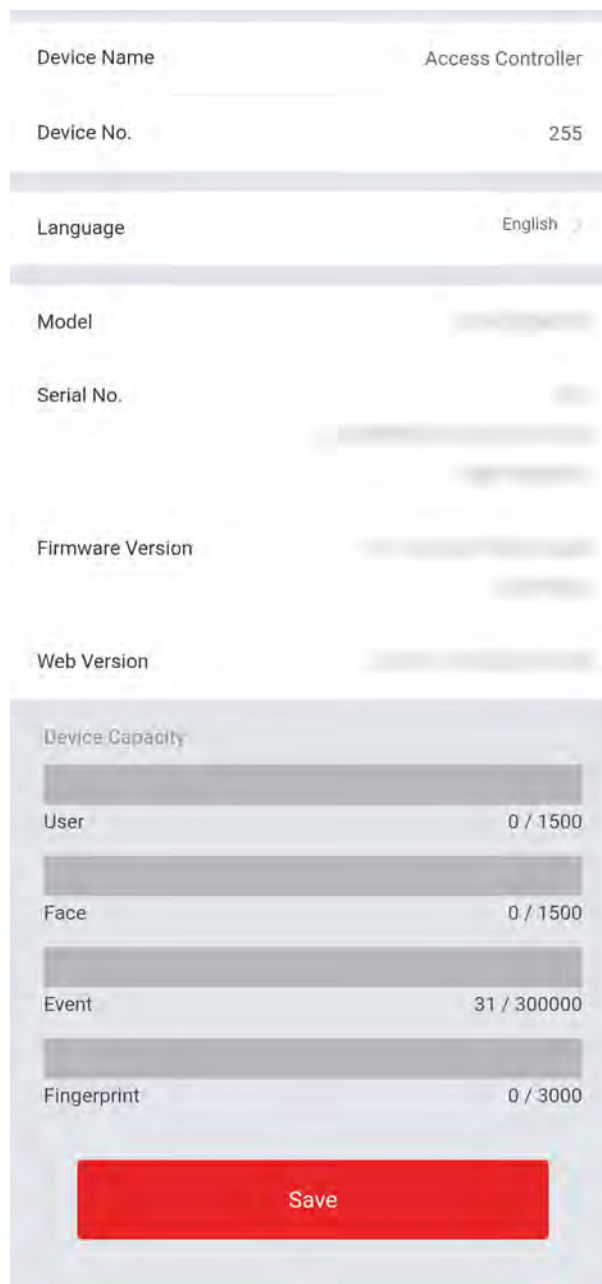 Device Name Access Controller
Device No. 255
Language English
Model
Serial No.
Firmware Version
Web Version
Device Capacity
User 0 / 1500
Face 0 / 1500
Event 31 / 300000
Fingerprint 0 / 3000
Save